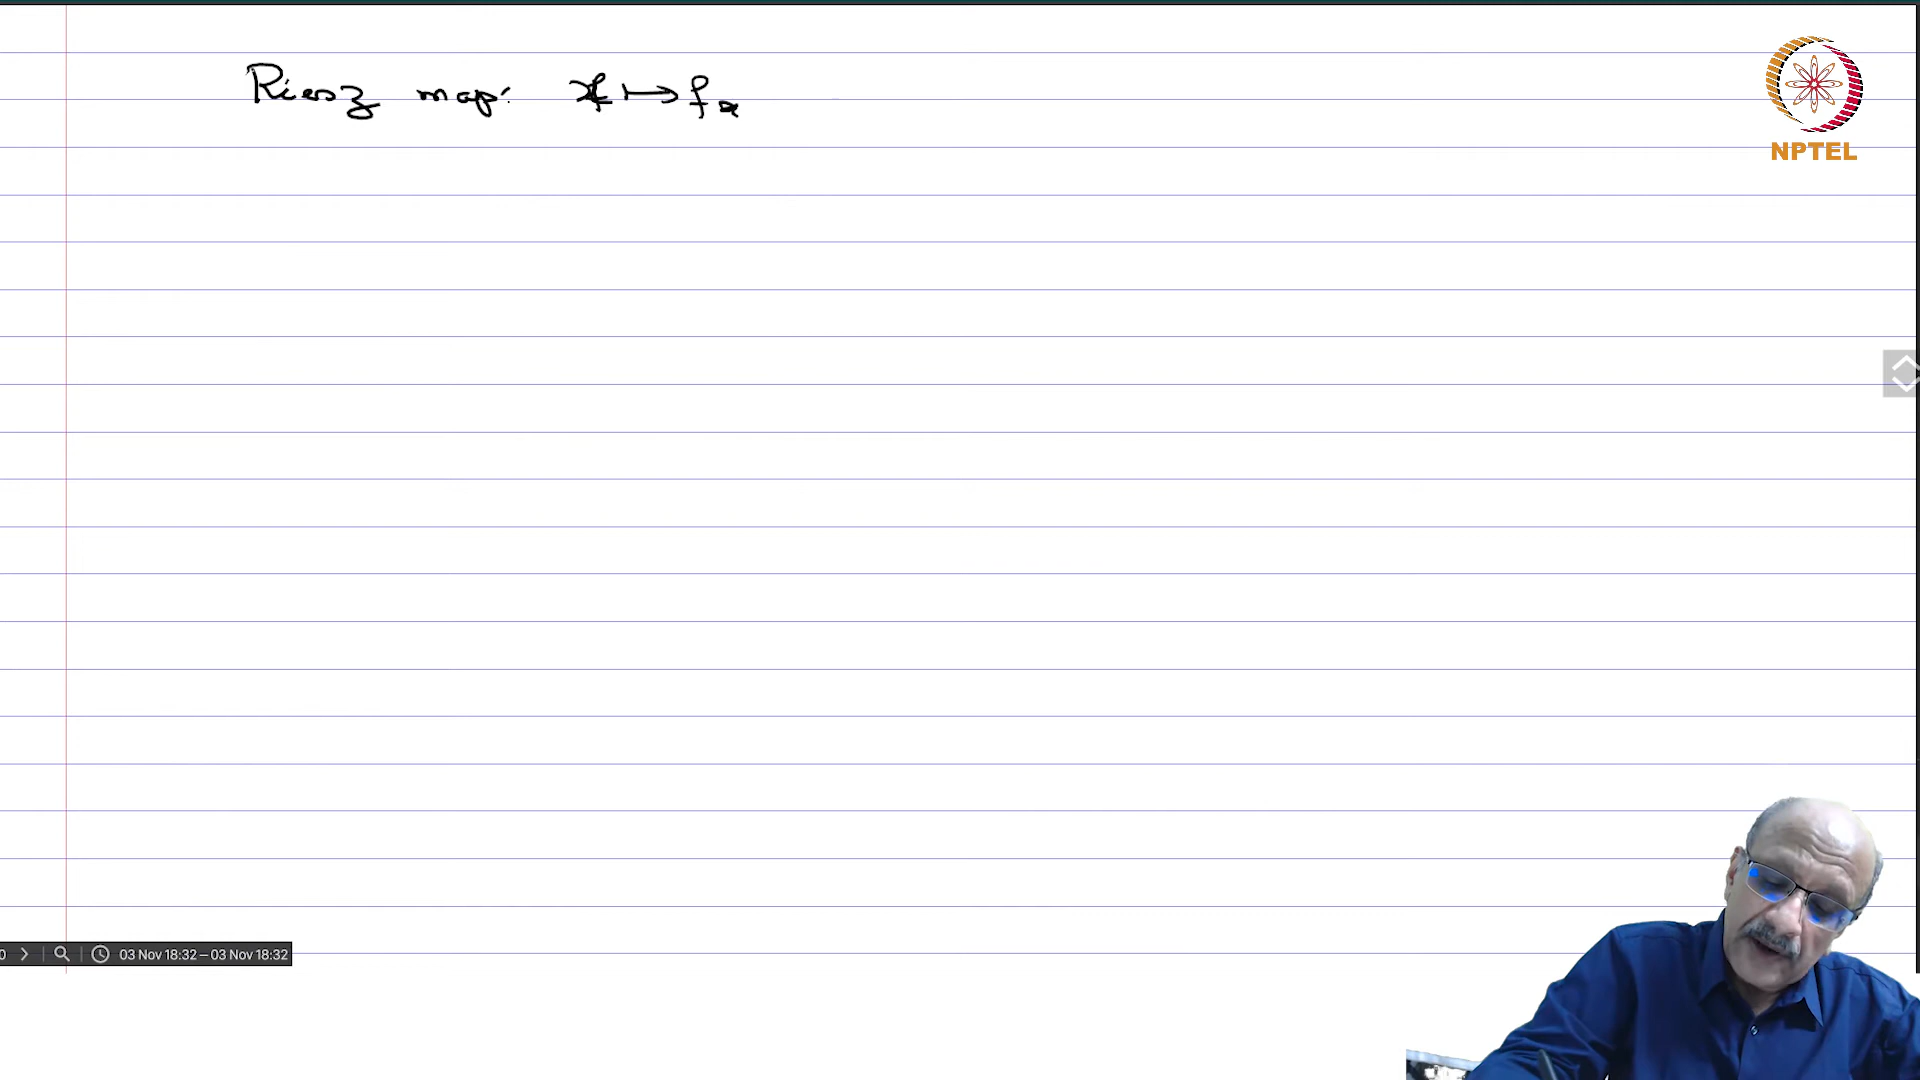 Riesz map: x ↦ fₓ
NPTEL
03 Nov 18:32 – 03 Nov 18:32